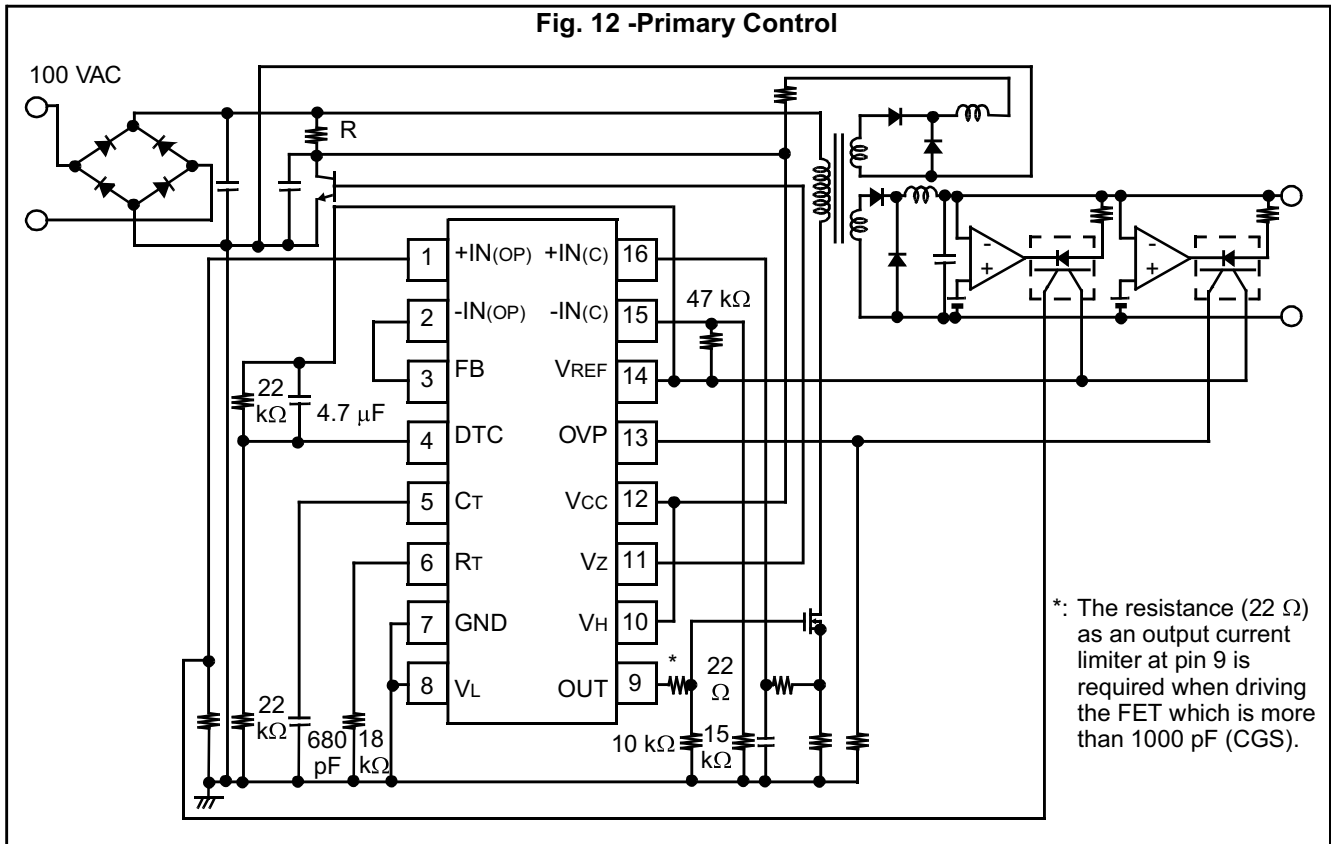 Fig. 12 -Primary Control
100 VAC
R
1 +IN(OP) +IN(C) 16
2 -IN(OP) -IN(C) 15
47 kΩ
3 FB VREF 14
22
kΩ
4.7 μF
4 DTC OVP 13
5 CT VCC 12
6 RT VZ 11
7 GND VH 10
8 VL OUT 9
*
22
Ω
22
kΩ
680
pF
18
kΩ
10 kΩ
15
kΩ
-
+
-
+
*: The resistance (22 Ω)
as an output current
limiter at pin 9 is
required when driving
the FET which is more
than 1000 pF (CGS).